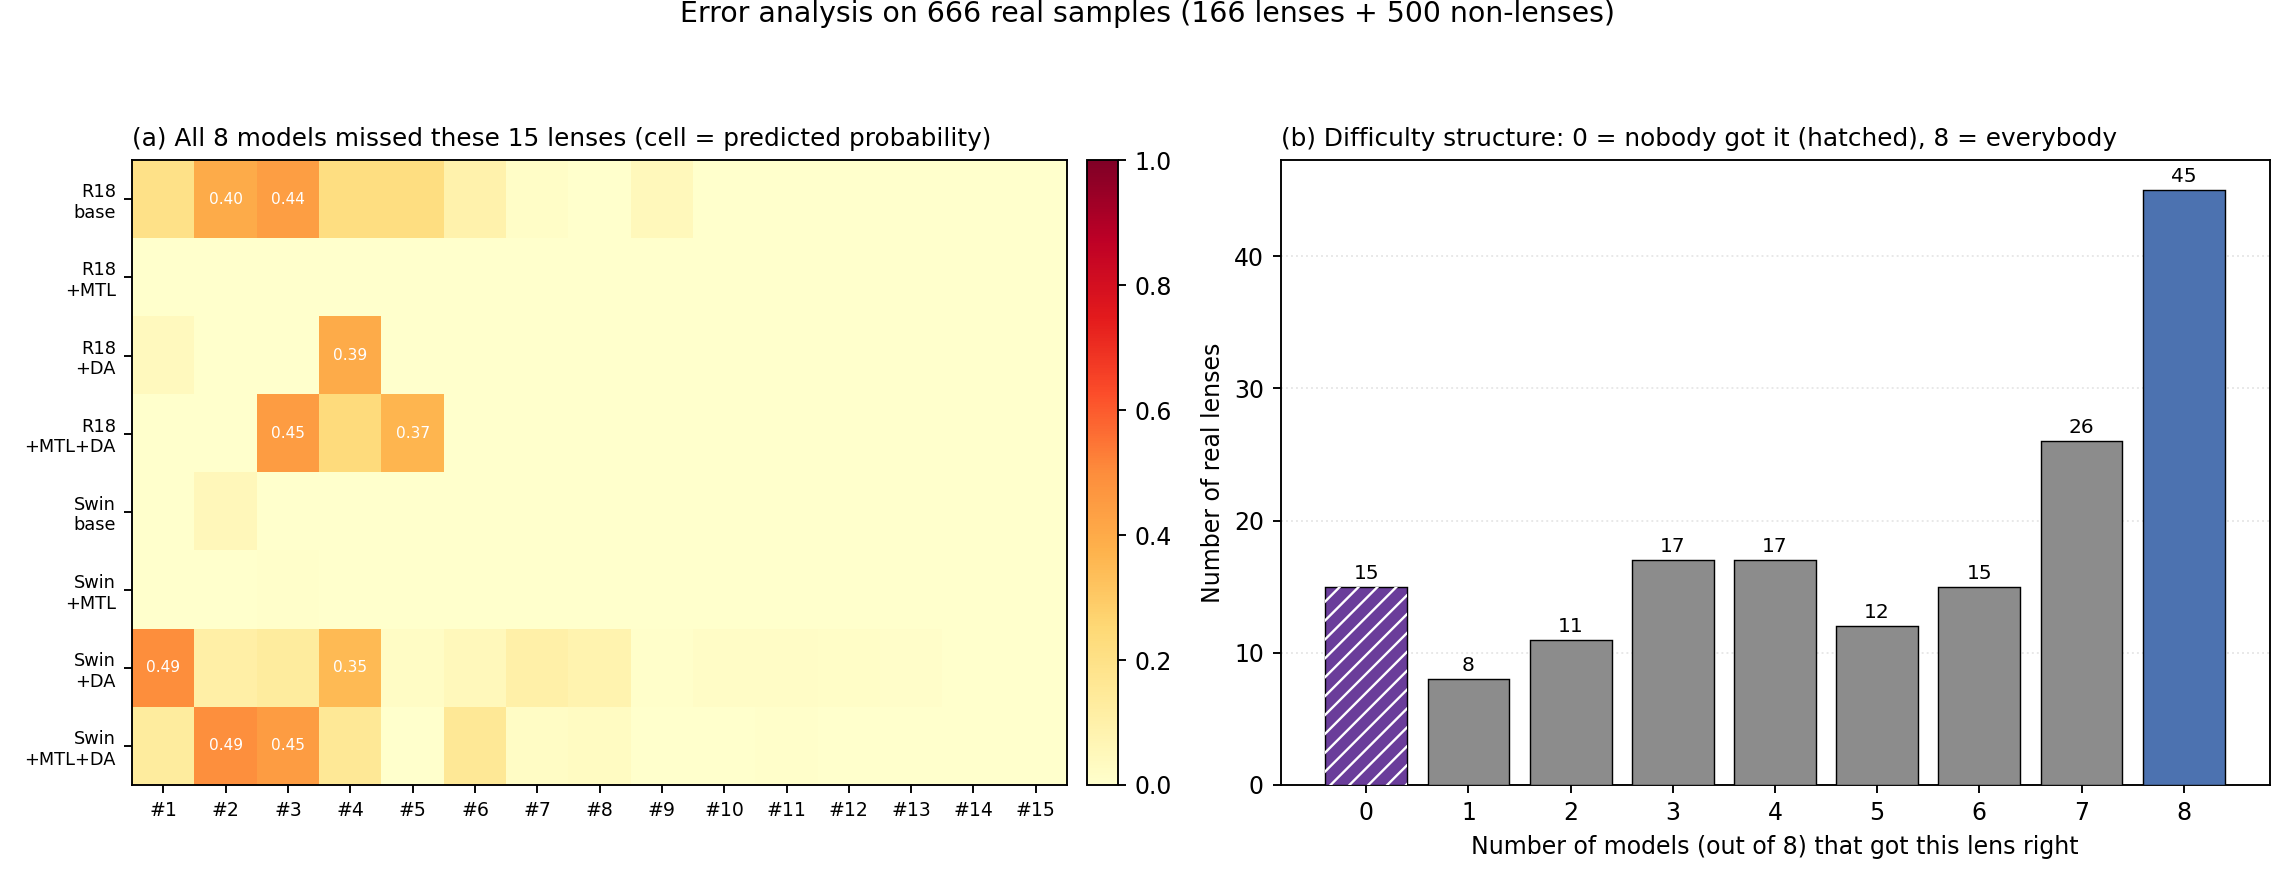 Error analysis on 666 real samples (166 lenses + 500 non-lenses)
(a) All 8 models missed these 15 lenses (cell = predicted probability)
R18
base
R18
+MTL
R18
+DA
R18
+MTL+DA
Swin
base
Swin
+MTL
Swin
+DA
Swin
+MTL+DA
0.40 0.44
0.39
0.45 0.37
0.49 0.35
0.49 0.45
#1 #2 #3 #4 #5 #6 #7 #8 #9 #10 #11 #12 #13 #14 #15
1.0
0.8
0.6
0.4
0.2
0.0
(b) Difficulty structure: 0 = nobody got it (hatched), 8 = everybody
Number of real lenses
40
30
20
10
0
15 8 11 17 17 12 15 26 45
0 1 2 3 4 5 6 7 8
Number of models (out of 8) that got this lens right